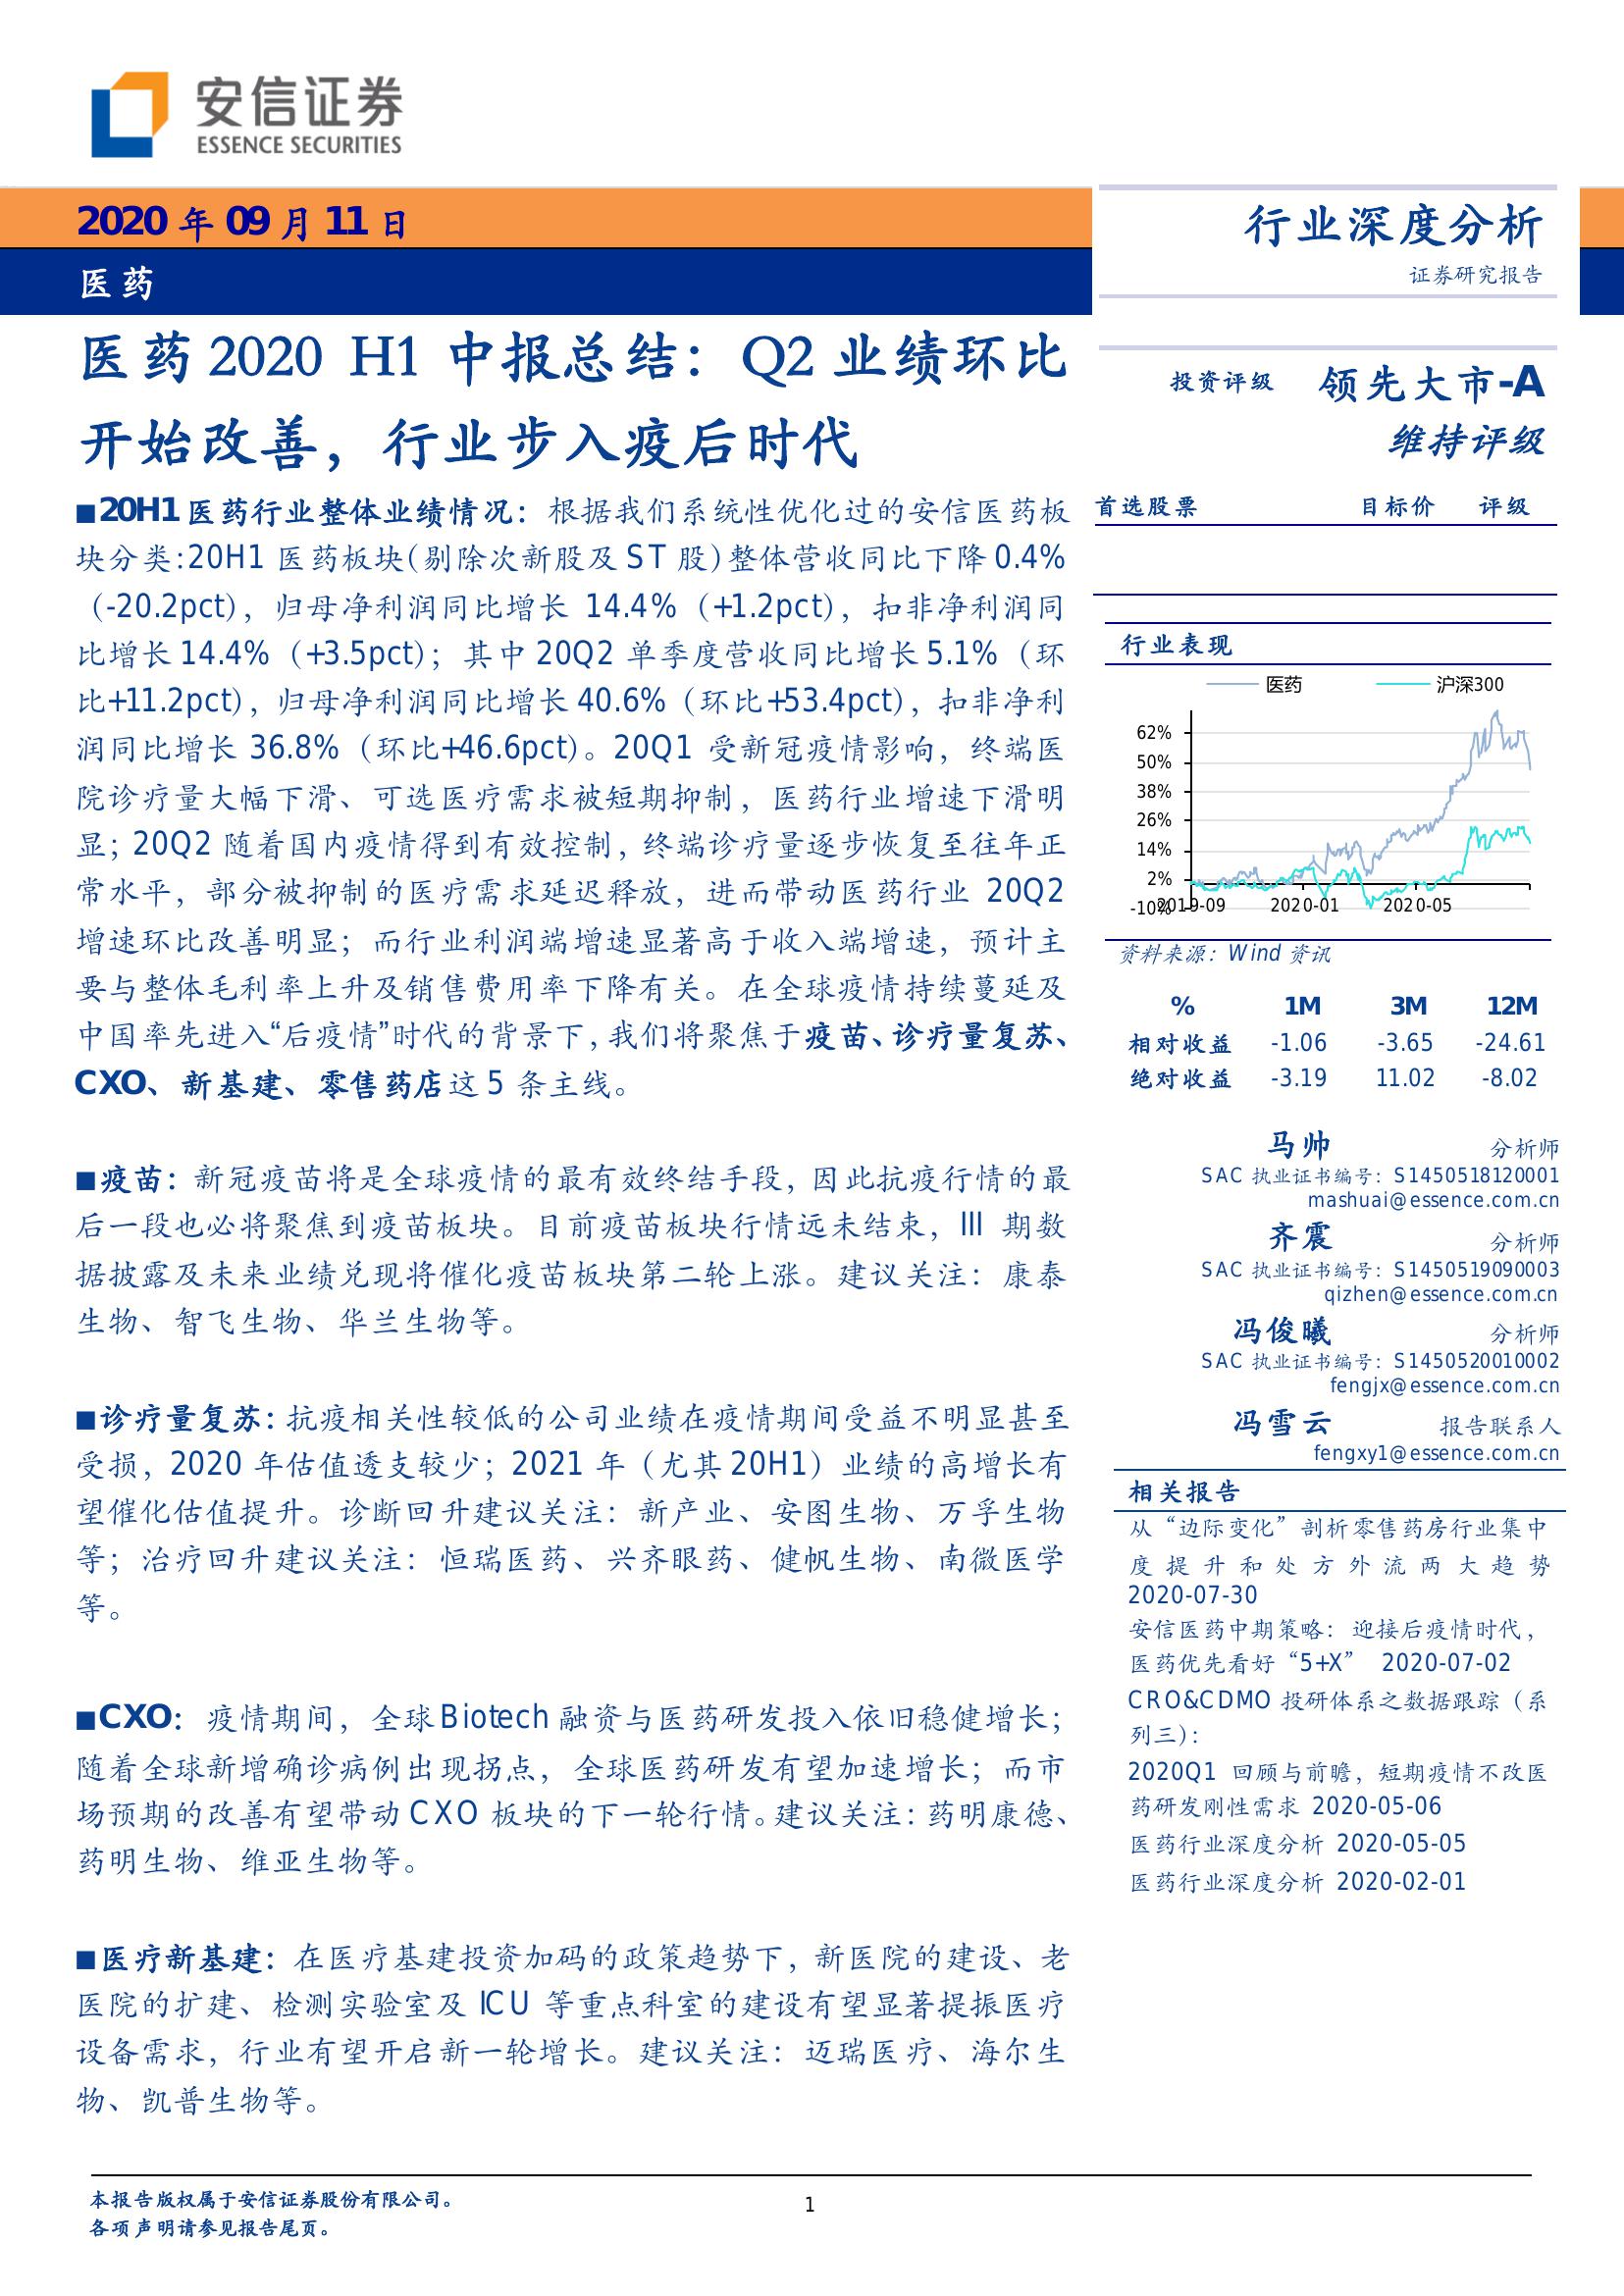 安信证券
ESSENCE SECURITIES
2020 年 09 月 11 日
医药
行业深度分析
证券研究报告
医药 2020 H1 中报总结：Q2 业绩环比
开始改善，行业步入疫后时代
■20H1 医药行业整体业绩情况：根据我们系统性优化过的安信医药板
块分类:20H1 医药板块(剔除次新股及 ST 股)整体营收同比下降 0.4%
（-20.2pct），归母净利润同比增长 14.4%（+1.2pct），扣非净利润同
比增长 14.4%（+3.5pct）；其中 20Q2 单季度营收同比增长 5.1%（环
比+11.2pct），归母净利润同比增长 40.6%（环比+53.4pct），扣非净利
润同比增长 36.8%（环比+46.6pct）。20Q1 受新冠疫情影响，终端医
院诊疗量大幅下滑、可选医疗需求被短期抑制，医药行业增速下滑明
显；20Q2 随着国内疫情得到有效控制，终端诊疗量逐步恢复至往年正
常水平，部分被抑制的医疗需求延迟释放，进而带动医药行业 20Q2
增速环比改善明显；而行业利润端增速显著高于收入端增速，预计主
要与整体毛利率上升及销售费用率下降有关。在全球疫情持续蔓延及
中国率先进入“后疫情”时代的背景下，我们将聚焦于疫苗、诊疗量复苏、
CXO、新基建、零售药店这 5 条主线。
■疫苗：新冠疫苗将是全球疫情的最有效终结手段，因此抗疫行情的最
后一段也必将聚焦到疫苗板块。目前疫苗板块行情远未结束，III 期数
据披露及未来业绩兑现将催化疫苗板块第二轮上涨。建议关注：康泰
生物、智飞生物、华兰生物等。
■诊疗量复苏：抗疫相关性较低的公司业绩在疫情期间受益不明显甚至
受损，2020 年估值透支较少；2021 年（尤其 20H1）业绩的高增长有
望催化估值提升。诊断回升建议关注：新产业、安图生物、万孚生物
等；治疗回升建议关注：恒瑞医药、兴齐眼药、健帆生物、南微医学
等。
■CXO：疫情期间，全球 Biotech 融资与医药研发投入依旧稳健增长；
随着全球新增确诊病例出现拐点，全球医药研发有望加速增长；而市
场预期的改善有望带动 CXO 板块的下一轮行情。建议关注：药明康德、
药明生物、维亚生物等。
■医疗新基建：在医疗基建投资加码的政策趋势下，新医院的建设、老
医院的扩建、检测实验室及 ICU 等重点科室的建设有望显著提振医疗
设备需求，行业有望开启新一轮增长。建议关注：迈瑞医疗、海尔生
物、凯普生物等。
投资评级 领先大市-A
维持评级
首选股票 目标价 评级
行业表现
医药 沪深300
62%
50%
38%
26%
14%
2%
-10%
2019-09 2020-01 2020-05
资料来源：Wind 资讯
% 1M 3M 12M
相对收益 -1.06 -3.65 -24.61
绝对收益 -3.19 11.02 -8.02
马帅 分析师
SAC 执业证书编号：S1450518120001
mashuai@essence.com.cn
齐震 分析师
SAC 执业证书编号：S1450519090003
qizhen@essence.com.cn
冯俊曦 分析师
SAC 执业证书编号：S1450520010002
fengjx@essence.com.cn
冯雪云 报告联系人
fengxy1@essence.com.cn
相关报告
从“边际变化”剖析零售药房行业集中
度提升和处方外流两大趋势
2020-07-30
安信医药中期策略：迎接后疫情时代，
医药优先看好“5+X” 2020-07-02
CRO&CDMO 投研体系之数据跟踪（系
列三）：
2020Q1 回顾与前瞻，短期疫情不改医
药研发刚性需求 2020-05-06
医药行业深度分析 2020-05-05
医药行业深度分析 2020-02-01
本报告版权属于安信证券股份有限公司。
各项声明请参见报告尾页。
1